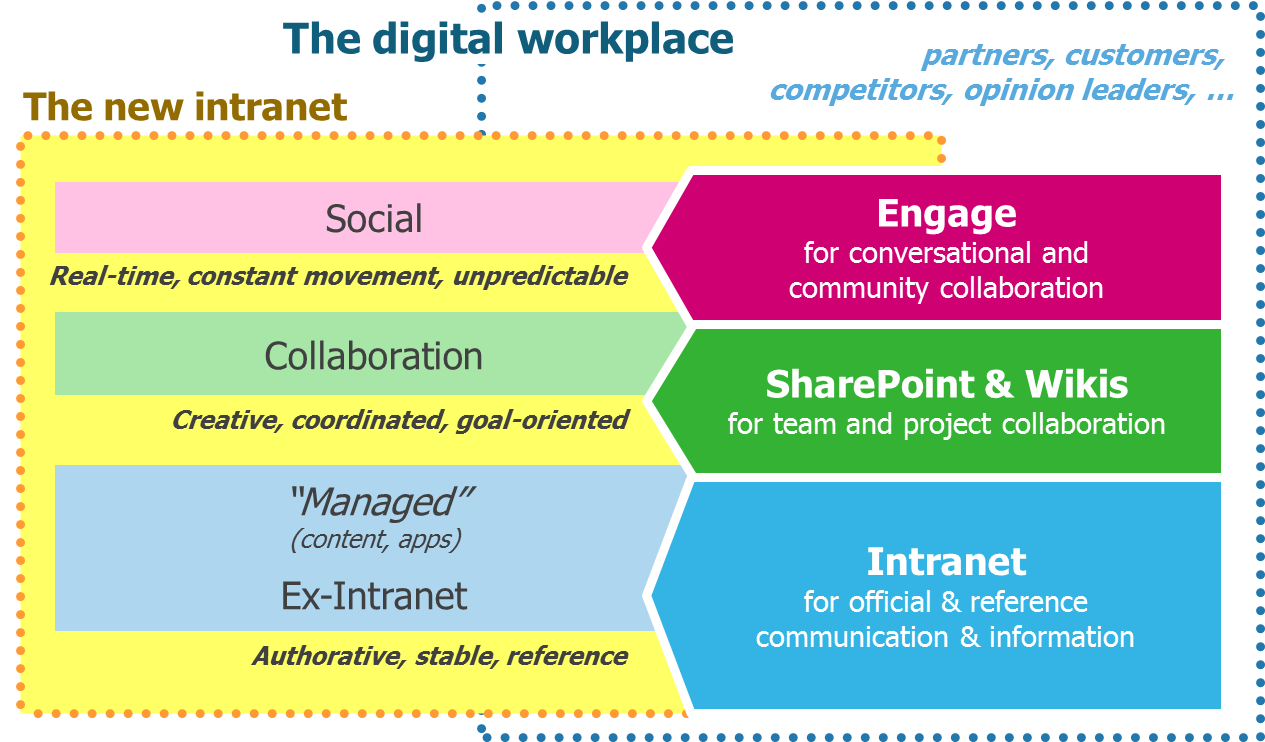 The digital workplace
partners, customers,
competitors, opinion leaders, ...
The new intranet
Social
Real-time, constant movement, unpredictable
Engage
for conversational and
community collaboration
Collaboration
Creative, coordinated, goal-oriented
SharePoint & Wikis
for team and project collaboration
“Managed”
(content, apps)
Ex-Intranet
Authorative, stable, reference
Intranet
for official & reference
communication & information